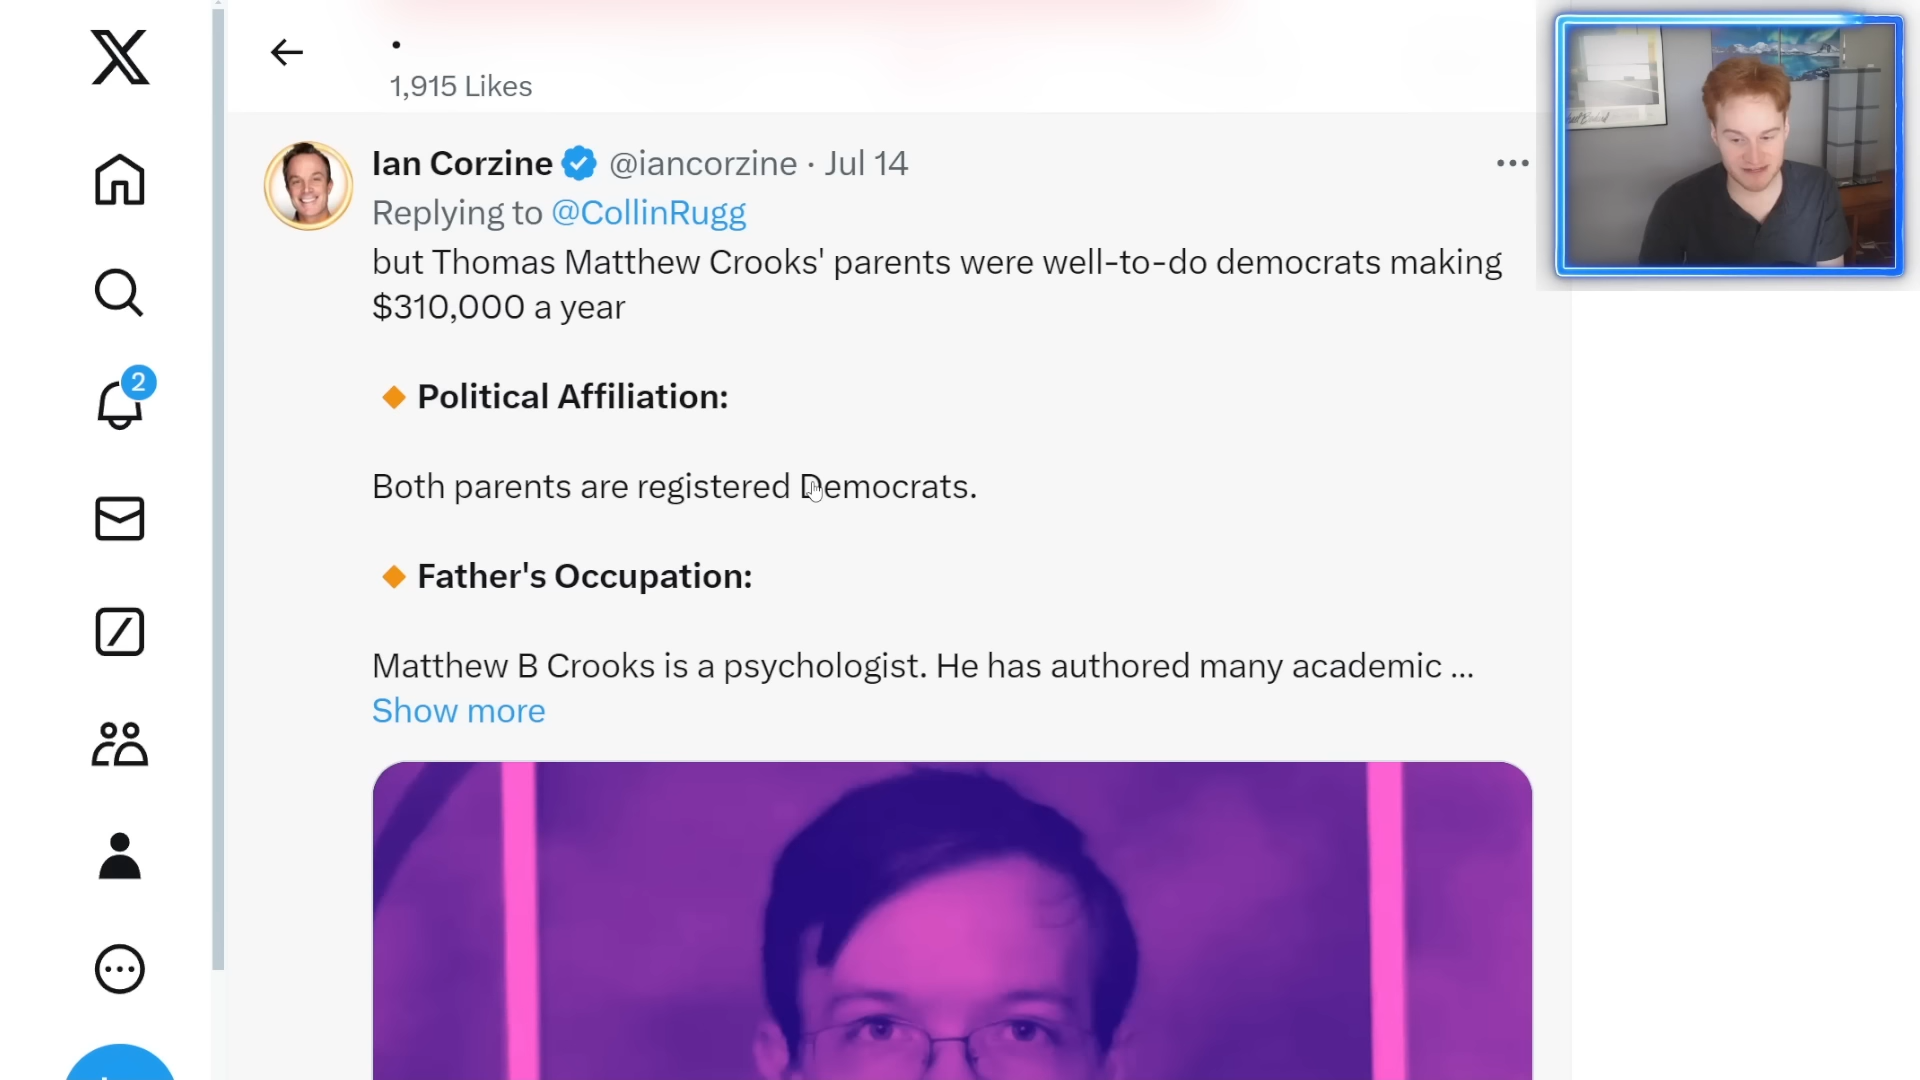 1,915 Likes
Ian Corzine @iancorzine · Jul 14
Replying to @CollinRugg
but Thomas Matthew Crooks' parents were well-to-do democrats making
$310,000 a year
🔸 Political Affiliation:
Both parents are registered Democrats.
🔸 Father's Occupation:
Matthew B Crooks is a psychologist. He has authored many academic ...
Show more
2